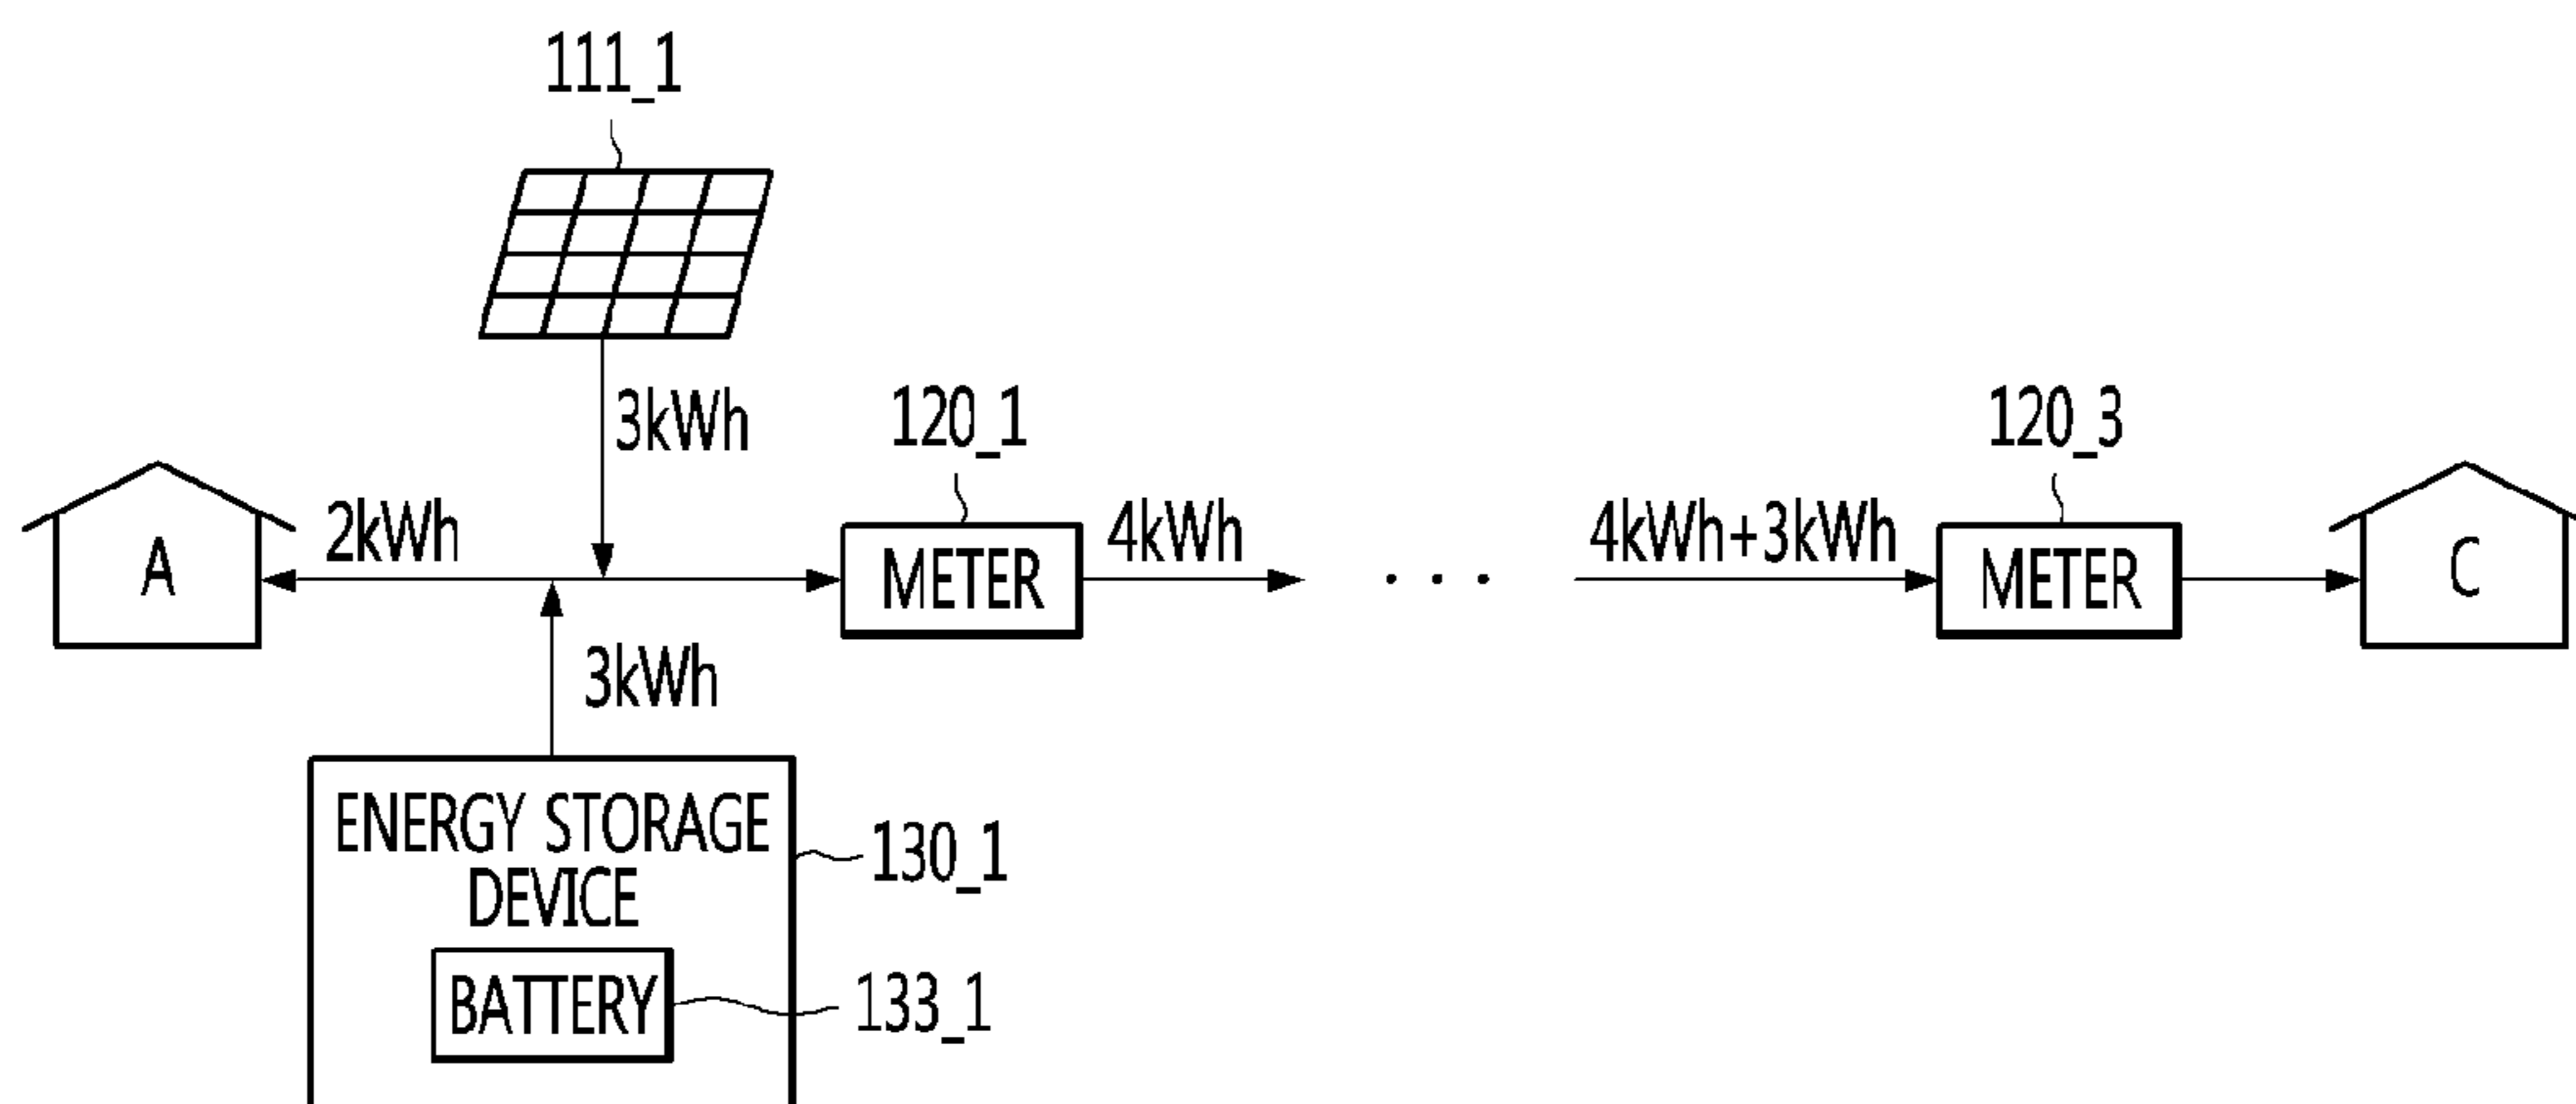 111_1
3kWh
120_1
120_3
A
2kWh
METER
4kWh
. . .
4kWh+3kWh
METER
C
3kWh
ENERGY STORAGE
DEVICE
130_1
BATTERY
133_1